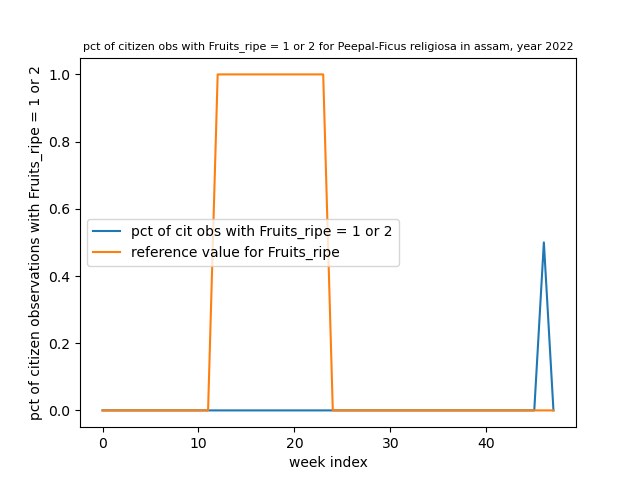 pct of citizen obs with Fruits_ripe = 1 or 2 for Peepal-Ficus religiosa in assam, year 2022
pct of citizen observations with Fruits_ripe = 1 or 2
1.0
0.8
0.6
0.4
0.2
0.0
pct of cit obs with Fruits_ripe = 1 or 2
reference value for Fruits_ripe
0 10 20 30 40
week index